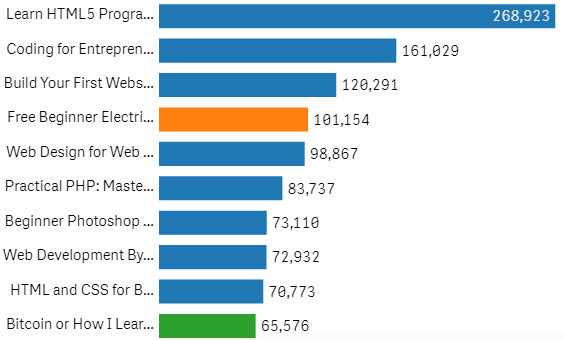 Learn HTML5 Progra... 268,923
Coding for Entrepren... 161,029
Build Your First Webs... 120,291
Free Beginner Electri... 101,154
Web Design for Web ... 98,867
Practical PHP: Maste... 83,737
Beginner Photoshop ... 73,110
Web Development By... 72,932
HTML and CSS for B... 70,773
Bitcoin or How I Lear... 65,576